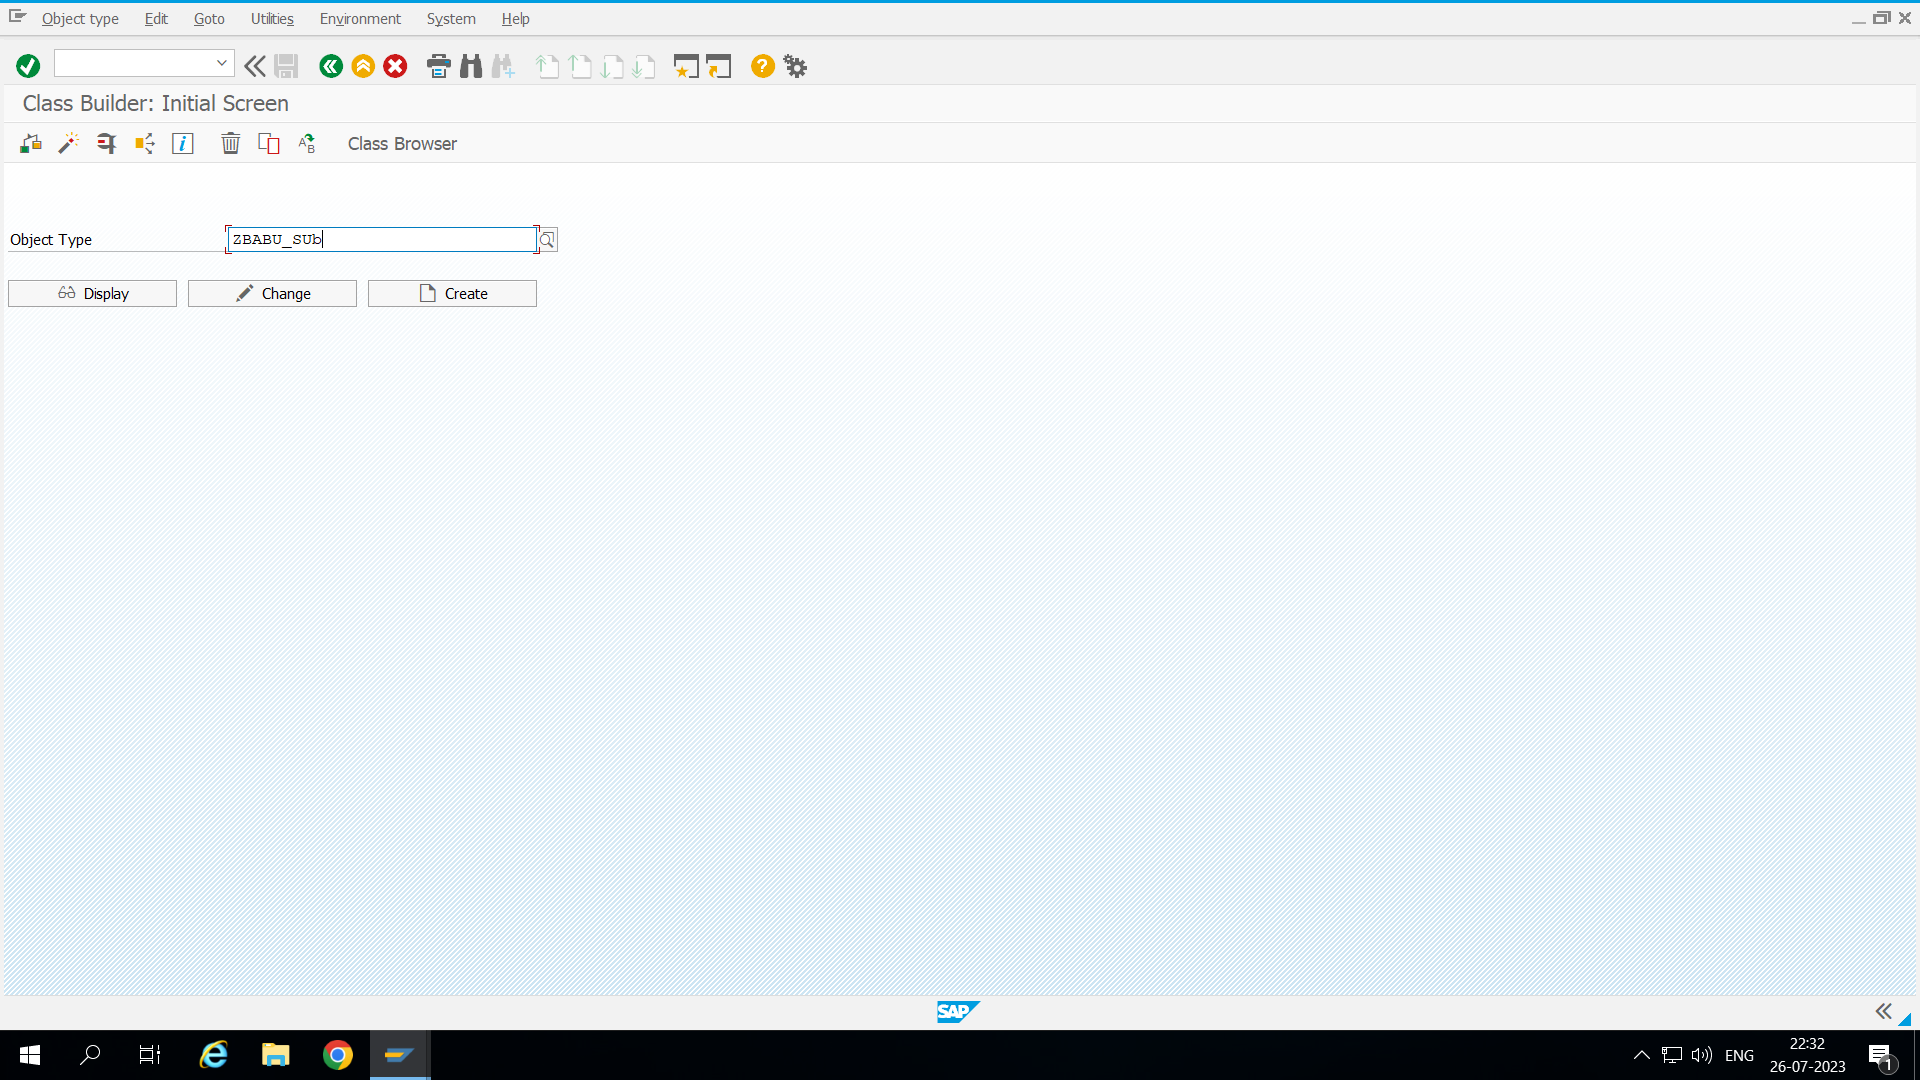 Object type Edit Goto Utilities Environment System Help
Class Builder: Initial Screen
Class Browser
Object Type ZBABU_SUb
Display Change Create
SAP
ENG 22:32
26-07-2023
1